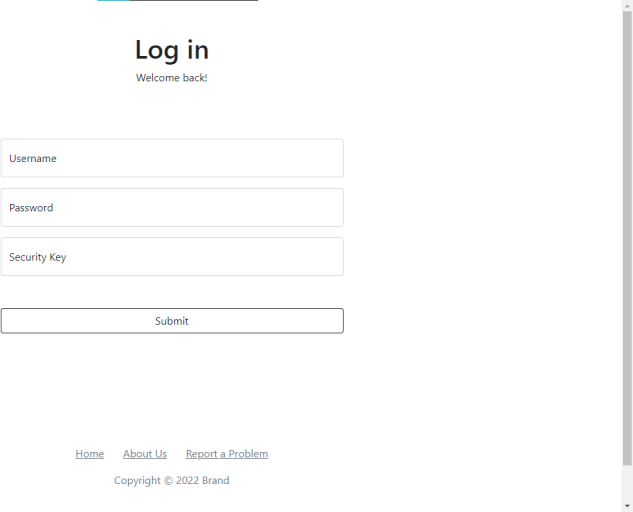 Log in
Welcome back!
Username
Password
Security Key
Submit
Home About Us Report a Problem
Copyright © 2022 Brand